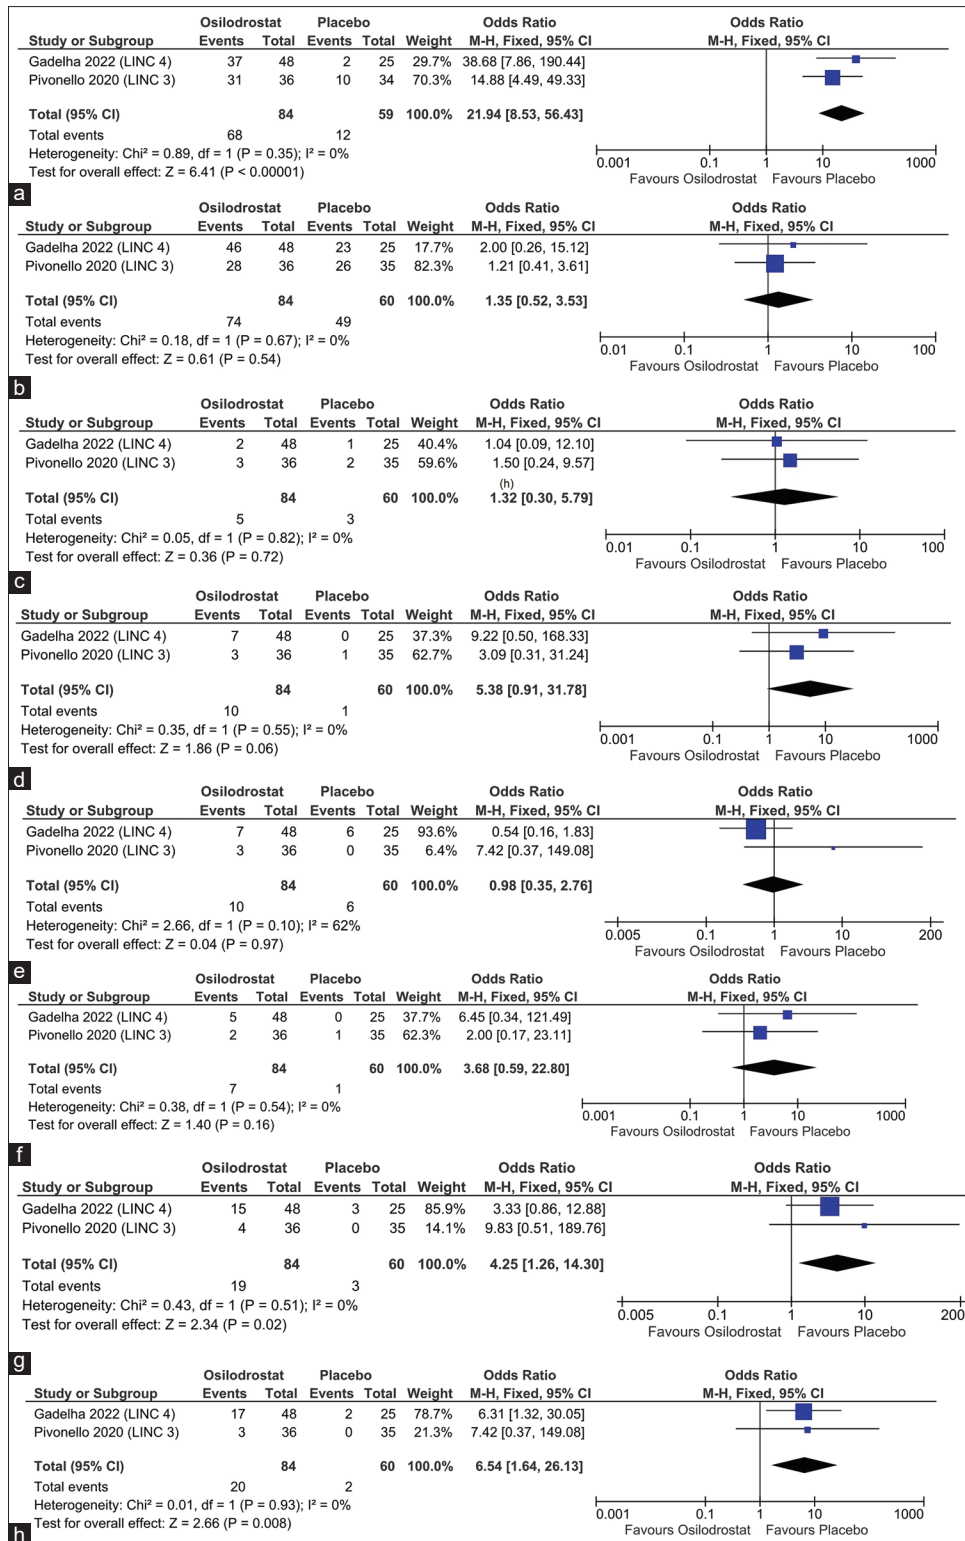 Osilodrostat Placebo Odds Ratio Odds Ratio
Study or Subgroup Events Total Events Total Weight M-H, Fixed, 95% CI M-H, Fixed, 95% CI
Gadelha 2022 (LINC 4) 37 48 2 25 29.7% 38.68 [7.86, 190.44]
Pivonello 2020 (LINC 3) 31 36 10 34 70.3% 14.88 [4.49, 49.33]
Total (95% CI) 84 59 100.0% 21.94 [8.53, 56.43]
Total events 68 12
Heterogeneity: Chi² = 0.89, df = 1 (P = 0.35); I² = 0%
Test for overall effect: Z = 6.41 (P < 0.00001)
0.001 0.1 1 10 1000
Favours Osilodrostat Favours Placebo
a
Osilodrostat Placebo Odds Ratio Odds Ratio
Study or Subgroup Events Total Events Total Weight M-H, Fixed, 95% CI M-H, Fixed, 95% CI
Gadelha 2022 (LINC 4) 46 48 23 25 17.7% 2.00 [0.26, 15.12]
Pivonello 2020 (LINC 3) 28 36 26 35 82.3% 1.21 [0.41, 3.61]
Total (95% CI) 84 60 100.0% 1.35 [0.52, 3.53]
Total events 74 49
Heterogeneity: Chi² = 0.18, df = 1 (P = 0.67); I² = 0%
Test for overall effect: Z = 0.61 (P = 0.54)
0.01 0.1 1 10 100
Favours Osilodrostat Favours Placebo
b
Osilodrostat Placebo Odds Ratio Odds Ratio
Study or Subgroup Events Total Events Total Weight M-H, Fixed, 95% CI M-H, Fixed, 95% CI
Gadelha 2022 (LINC 4) 2 48 1 25 40.4% 1.04 [0.09, 12.10]
Pivonello 2020 (LINC 3) 3 36 2 35 59.6% 1.50 [0.24, 9.57]
(h)
Total (95% CI) 84 60 100.0% 1.32 [0.30, 5.79]
Total events 5 3
Heterogeneity: Chi² = 0.05, df = 1 (P = 0.82); I² = 0%
Test for overall effect: Z = 0.36 (P = 0.72)
0.01 0.1 1 10 100
Favours Osilodrostat Favours Placebo
c
Osilodrostat Placebo Odds Ratio Odds Ratio
Study or Subgroup Events Total Events Total Weight M-H, Fixed, 95% CI M-H, Fixed, 95% CI
Gadelha 2022 (LINC 4) 7 48 0 25 37.3% 9.22 [0.50, 168.33]
Pivonello 2020 (LINC 3) 3 36 1 35 62.7% 3.09 [0.31, 31.24]
Total (95% CI) 84 60 100.0% 5.38 [0.91, 31.78]
Total events 10 1
Heterogeneity: Chi² = 0.35, df = 1 (P = 0.55); I² = 0%
Test for overall effect: Z = 1.86 (P = 0.06)
0.001 0.1 1 10 1000
Favours Osilodrostat Favours Placebo
d
Osilodrostat Placebo Odds Ratio Odds Ratio
Study or Subgroup Events Total Events Total Weight M-H, Fixed, 95% CI M-H, Fixed, 95% CI
Gadelha 2022 (LINC 4) 7 48 6 25 93.6% 0.54 [0.16, 1.83]
Pivonello 2020 (LINC 3) 3 36 0 35 6.4% 7.42 [0.37, 149.08]
Total (95% CI) 84 60 100.0% 0.98 [0.35, 2.76]
Total events 10 6
Heterogeneity: Chi² = 2.66, df = 1 (P = 0.10); I² = 62%
Test for overall effect: Z = 0.04 (P = 0.97)
0.005 0.1 1 10 200
Favours Osilodrostat Favours Placebo
e
Osilodrostat Placebo Odds Ratio Odds Ratio
Study or Subgroup Events Total Events Total Weight M-H, Fixed, 95% CI M-H, Fixed, 95% CI
Gadelha 2022 (LINC 4) 5 48 0 25 37.7% 6.45 [0.34, 121.49]
Pivonello 2020 (LINC 3) 2 36 1 35 62.3% 2.00 [0.17, 23.11]
Total (95% CI) 84 60 100.0% 3.68 [0.59, 22.80]
Total events 7 1
Heterogeneity: Chi² = 0.38, df = 1 (P = 0.54); I² = 0%
Test for overall effect: Z = 1.40 (P = 0.16)
0.001 0.1 1 10 1000
Favours Osilodrostat Favours Placebo
f
Osilodrostat Placebo Odds Ratio Odds Ratio
Study or Subgroup Events Total Events Total Weight M-H, Fixed, 95% CI M-H, Fixed, 95% CI
Gadelha 2022 (LINC 4) 15 48 3 25 85.9% 3.33 [0.86, 12.88]
Pivonello 2020 (LINC 3) 4 36 0 35 14.1% 9.83 [0.51, 189.76]
Total (95% CI) 84 60 100.0% 4.25 [1.26, 14.30]
Total events 19 3
Heterogeneity: Chi² = 0.43, df = 1 (P = 0.51); I² = 0%
Test for overall effect: Z = 2.34 (P = 0.02)
0.005 0.1 1 10 200
Favours Osilodrostat Favours Placebo
g
Osilodrostat Placebo Odds Ratio Odds Ratio
Study or Subgroup Events Total Events Total Weight M-H, Fixed, 95% CI M-H, Fixed, 95% CI
Gadelha 2022 (LINC 4) 17 48 2 25 78.7% 6.31 [1.32, 30.05]
Pivonello 2020 (LINC 3) 3 36 0 35 21.3% 7.42 [0.37, 149.08]
Total (95% CI) 84 60 100.0% 6.54 [1.64, 26.13]
Total events 20 2
Heterogeneity: Chi² = 0.01, df = 1 (P = 0.93); I² = 0%
Test for overall effect: Z = 2.66 (P = 0.008)
0.001 0.1 1 10 1000
Favours Osilodrostat Favours Placebo
h